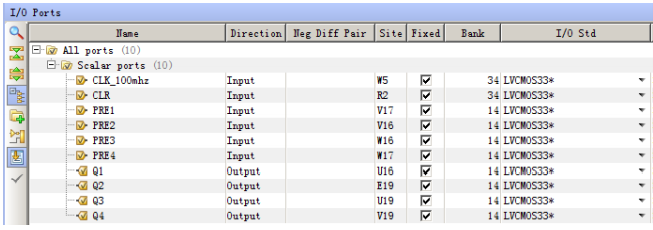 I/O Ports
Name Direction Neg Diff Pair Site Fixed Bank I/O Std
All ports (10)
Scalar ports (10)
CLK_100mhz Input W5 34 LVCMOS33*
CLR Input R2 34 LVCMOS33*
PRE1 Input V17 14 LVCMOS33*
PRE2 Input V16 14 LVCMOS33*
PRE3 Input W16 14 LVCMOS33*
PRE4 Input W17 14 LVCMOS33*
Q1 Output U16 14 LVCMOS33*
Q2 Output E19 14 LVCMOS33*
Q3 Output U19 14 LVCMOS33*
Q4 Output V19 14 LVCMOS33*